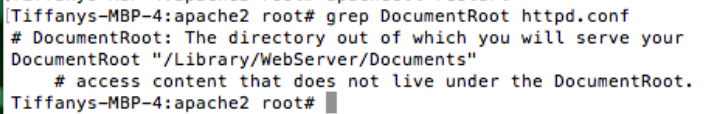 [Tiffanys-MBP-4:apache2 root# grep DocumentRoot httpd.conf
# DocumentRoot: The directory out of which you will serve your
DocumentRoot "/Library/WebServer/Documents"
    # access content that does not live under the DocumentRoot.
Tiffanys-MBP-4:apache2 root#